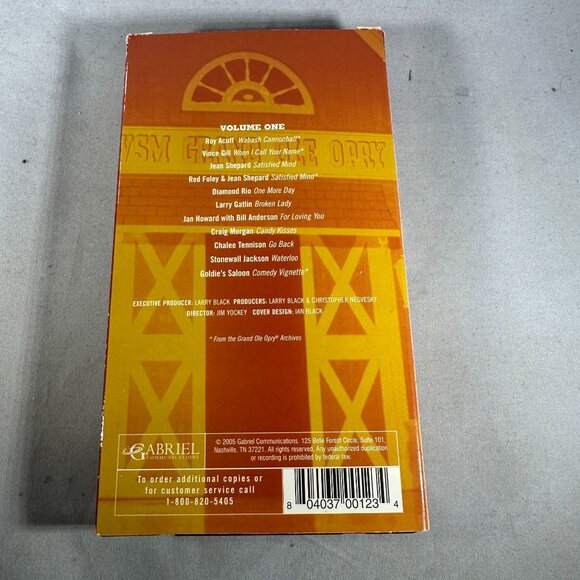 VOLUME ONE
Roy Acuff Wabash Cannonball*
WSM GRAND OLE OPRY
Vince Gill When I Call Your Name*
Jean Shepard Satisfied Mind
Red Foley & Jean Shepard Satisfied Mind*
Diamond Rio One More Day
Larry Gatlin Broken Lady
Jan Howard with Bill Anderson For Loving You
Craig Morgan Candy Kisses
Chalee Tennison Go Back
Stonewall Jackson Waterloo
Goldie's Saloon Comedy Vignette*
EXECUTIVE PRODUCER: LARRY BLACK PRODUCERS: LARRY BLACK & CHRISTOPHER NEGVESKY
DIRECTOR: JIM YOCKEY COVER DESIGN: IAN BLACK
* From the Grand Ole Opry® Archives
GABRIEL
COMMUNICATIONS
© 2005 Gabriel Communications. 125 Belle Forest Circle, Suite 101,
Nashville, TN 37221. All rights reserved. Any unauthorized duplication
or recording is prohibited by federal law.
To order additional copies or
for customer service call
1-800-820-5405
8 04037 00123 4